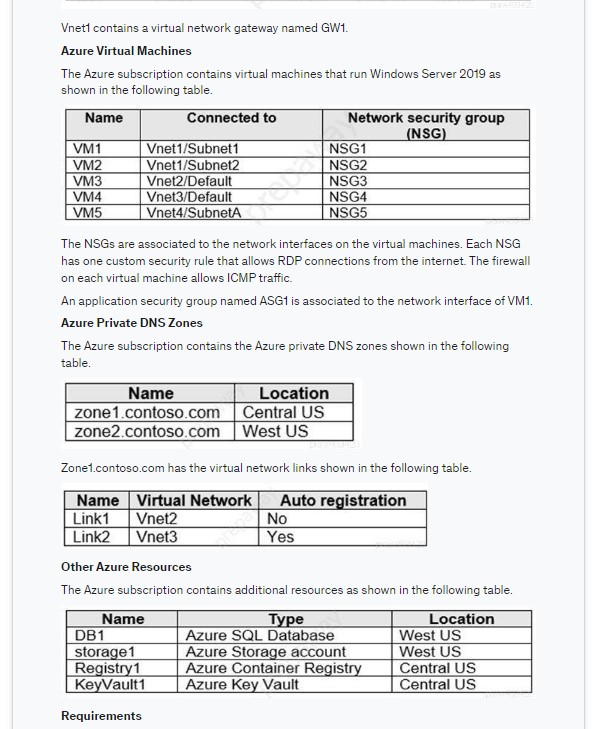 Vnet1 contains a virtual network gateway named GW1.
Azure Virtual Machines
The Azure subscription contains virtual machines that run Windows Server 2019 as
shown in the following table.
Name Connected to Network security group
(NSG)
VM1 Vnet1/Subnet1 NSG1
VM2 Vnet1/Subnet2 NSG2
VM3 Vnet2/Default NSG3
VM4 Vnet3/Default NSG4
VM5 Vnet4/SubnetA NSG5
The NSGs are associated to the network interfaces on the virtual machines. Each NSG
has one custom security rule that allows RDP connections from the internet. The firewall
on each virtual machine allows ICMP traffic.
An application security group named ASG1 is associated to the network interface of VM1.
Azure Private DNS Zones
The Azure subscription contains the Azure private DNS zones shown in the following
table.
Name Location
zone1.contoso.com Central US
zone2.contoso.com West US
Zone1.contoso.com has the virtual network links shown in the following table.
Name Virtual Network Auto registration
Link1 Vnet2 No
Link2 Vnet3 Yes
Other Azure Resources
The Azure subscription contains additional resources as shown in the following table.
Name Type Location
DB1 Azure SQL Database West US
storage1 Azure Storage account West US
Registry1 Azure Container Registry Central US
KeyVault1 Azure Key Vault Central US
Requirements